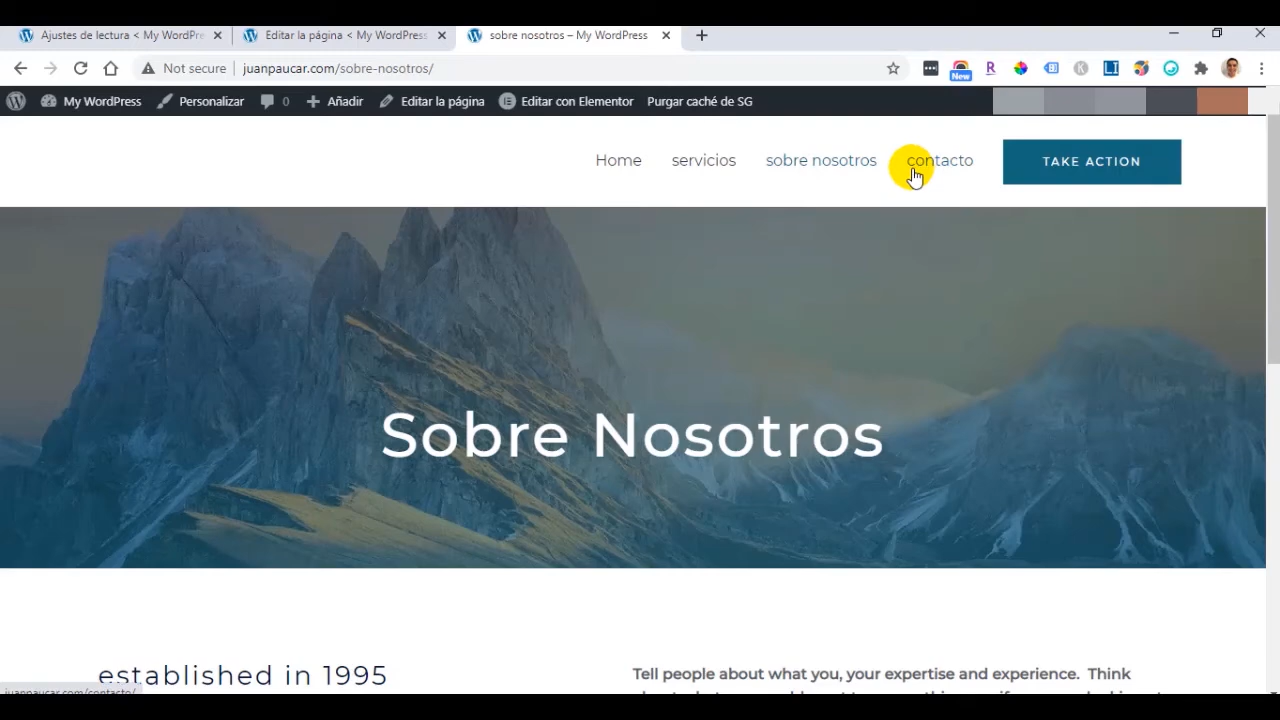 Ajustes de lectura < My WordPre
Editar la página < My WordPress
sobre nosotros – My WordPress
Not secure
juanpaucar.com/sobre-nosotros/
New
My WordPress
Personalizar
0
Añadir
Editar la página
Editar con Elementor
Purgar caché de SG
Home
servicios
sobre nosotros
contacto
TAKE ACTION
Sobre Nosotros
established in 1995
Tell people about what you, your expertise and experience. Think
juanpaucar.com/contacto/